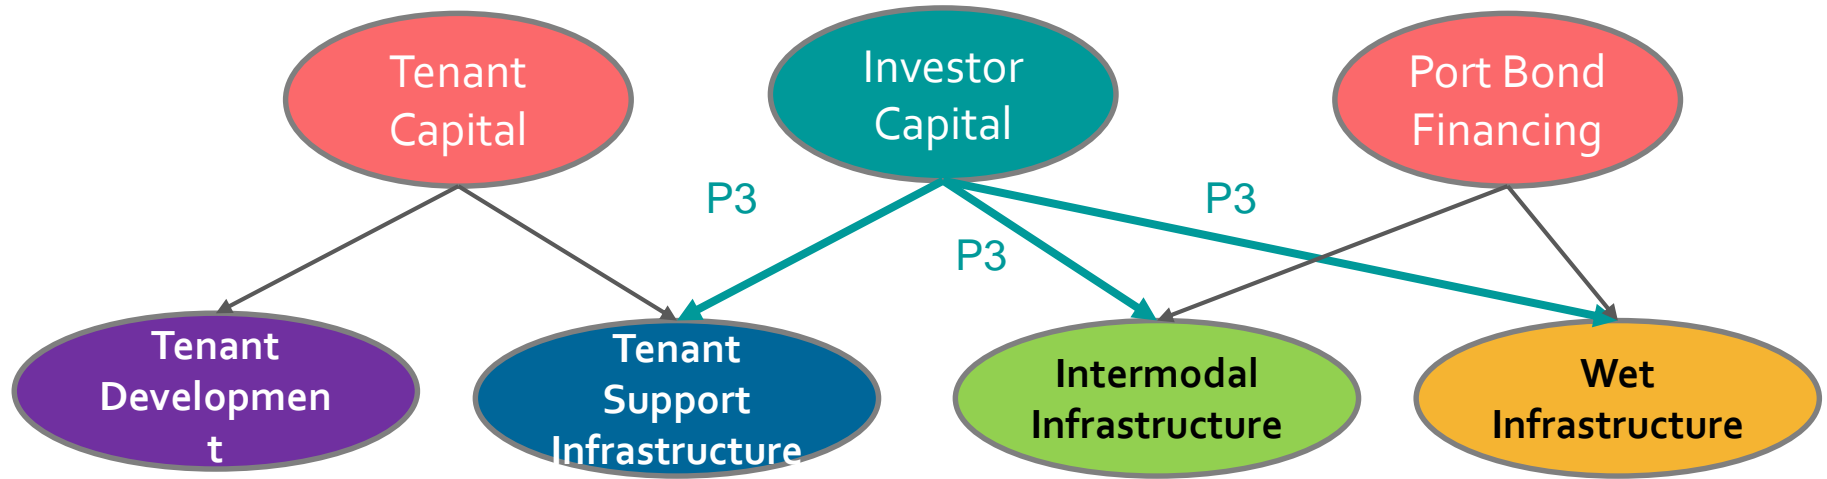 Tenant
Capital
Investor
Capital
Port Bond
Financing
P3
P3
P3
Tenant
Developmen
t
Tenant
Support
Infrastructure
Intermodal
Infrastructure
Wet
Infrastructure